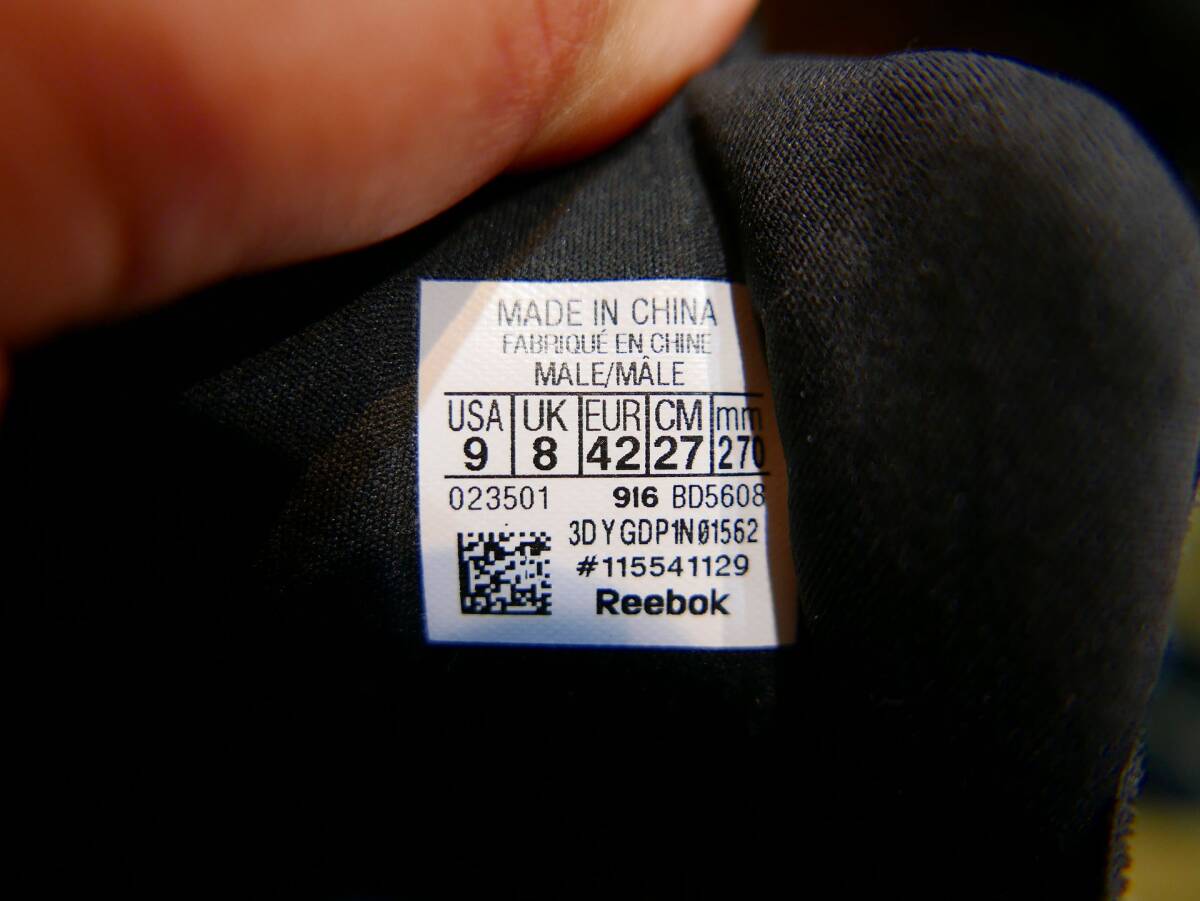 MADE IN CHINA
FABRIQUÉ EN CHINE
MALE/MÂLE
USA UK EUR CM mm
9 8 42 27 270
023501 916 BD5608
3DYGDP1N01562
#115541129
Reebok